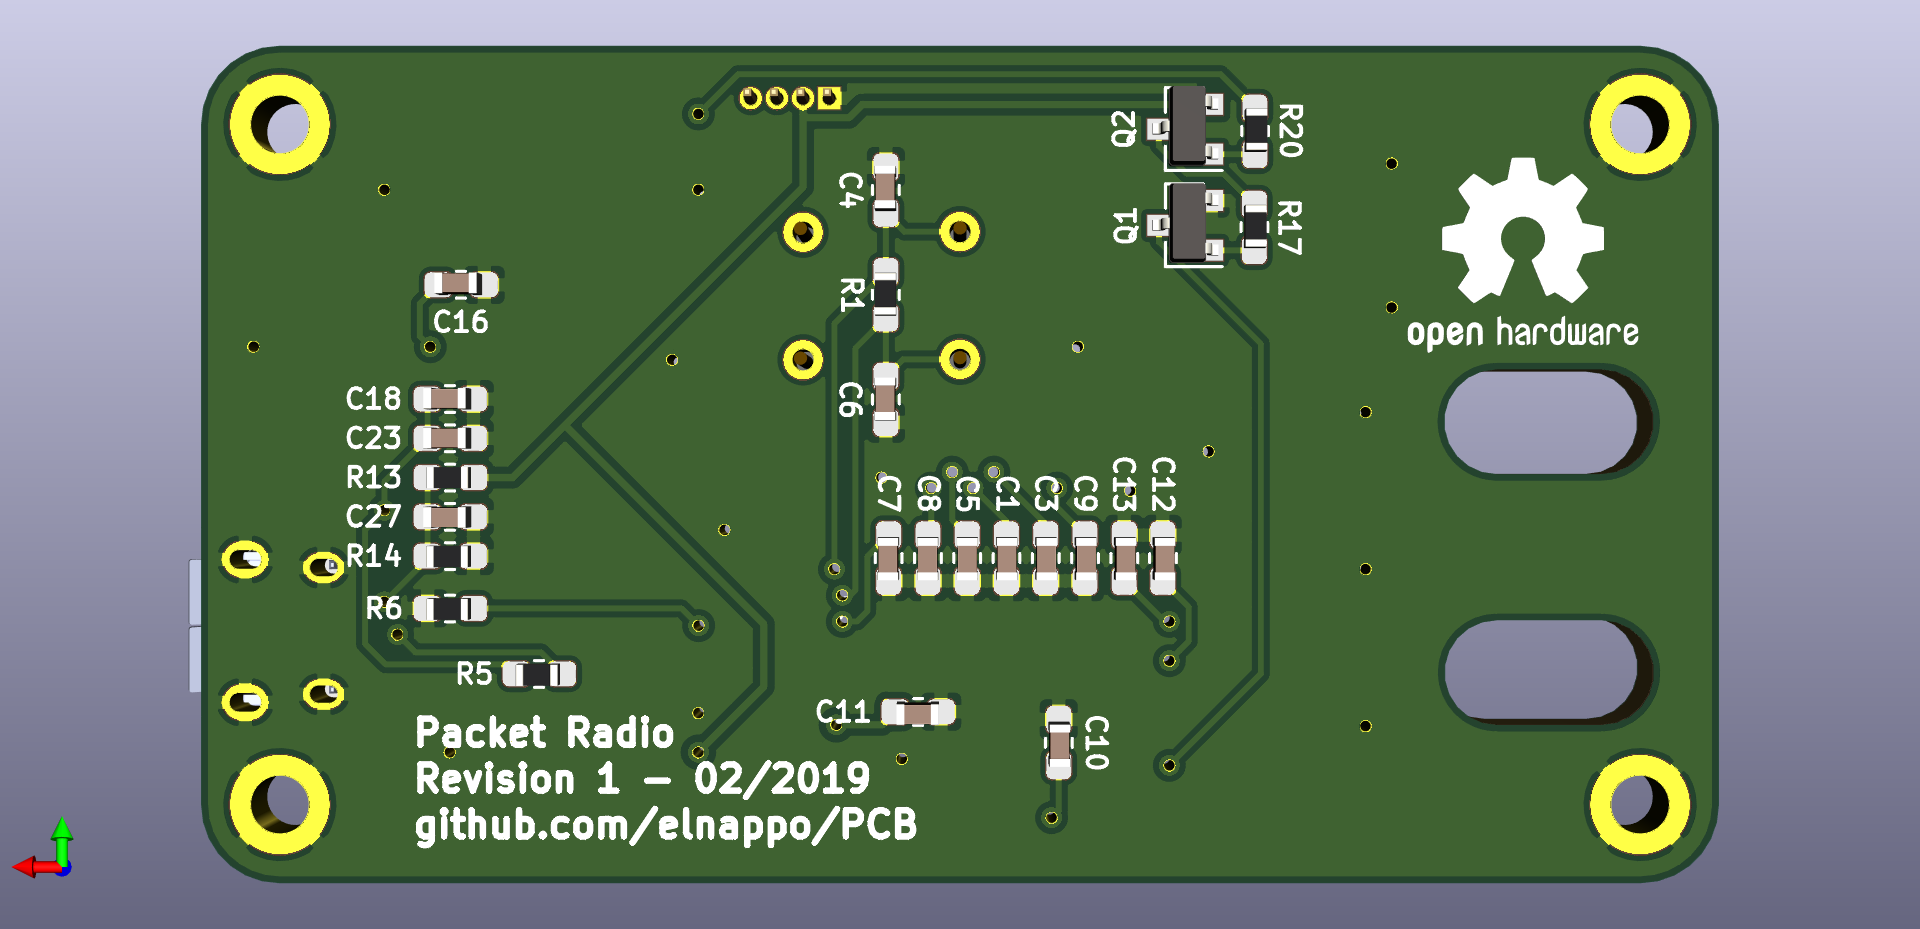 Q2
R20
C4
Q1
R17
R1
C16
open hardware
C18
C6
C23
R13
C7
C8
C5
C1
C3
C9
C13
C12
C27
R14
R6
R5
C11
C10
Packet Radio
Revision 1 - 02/2019
github.com/elnappo/PCB